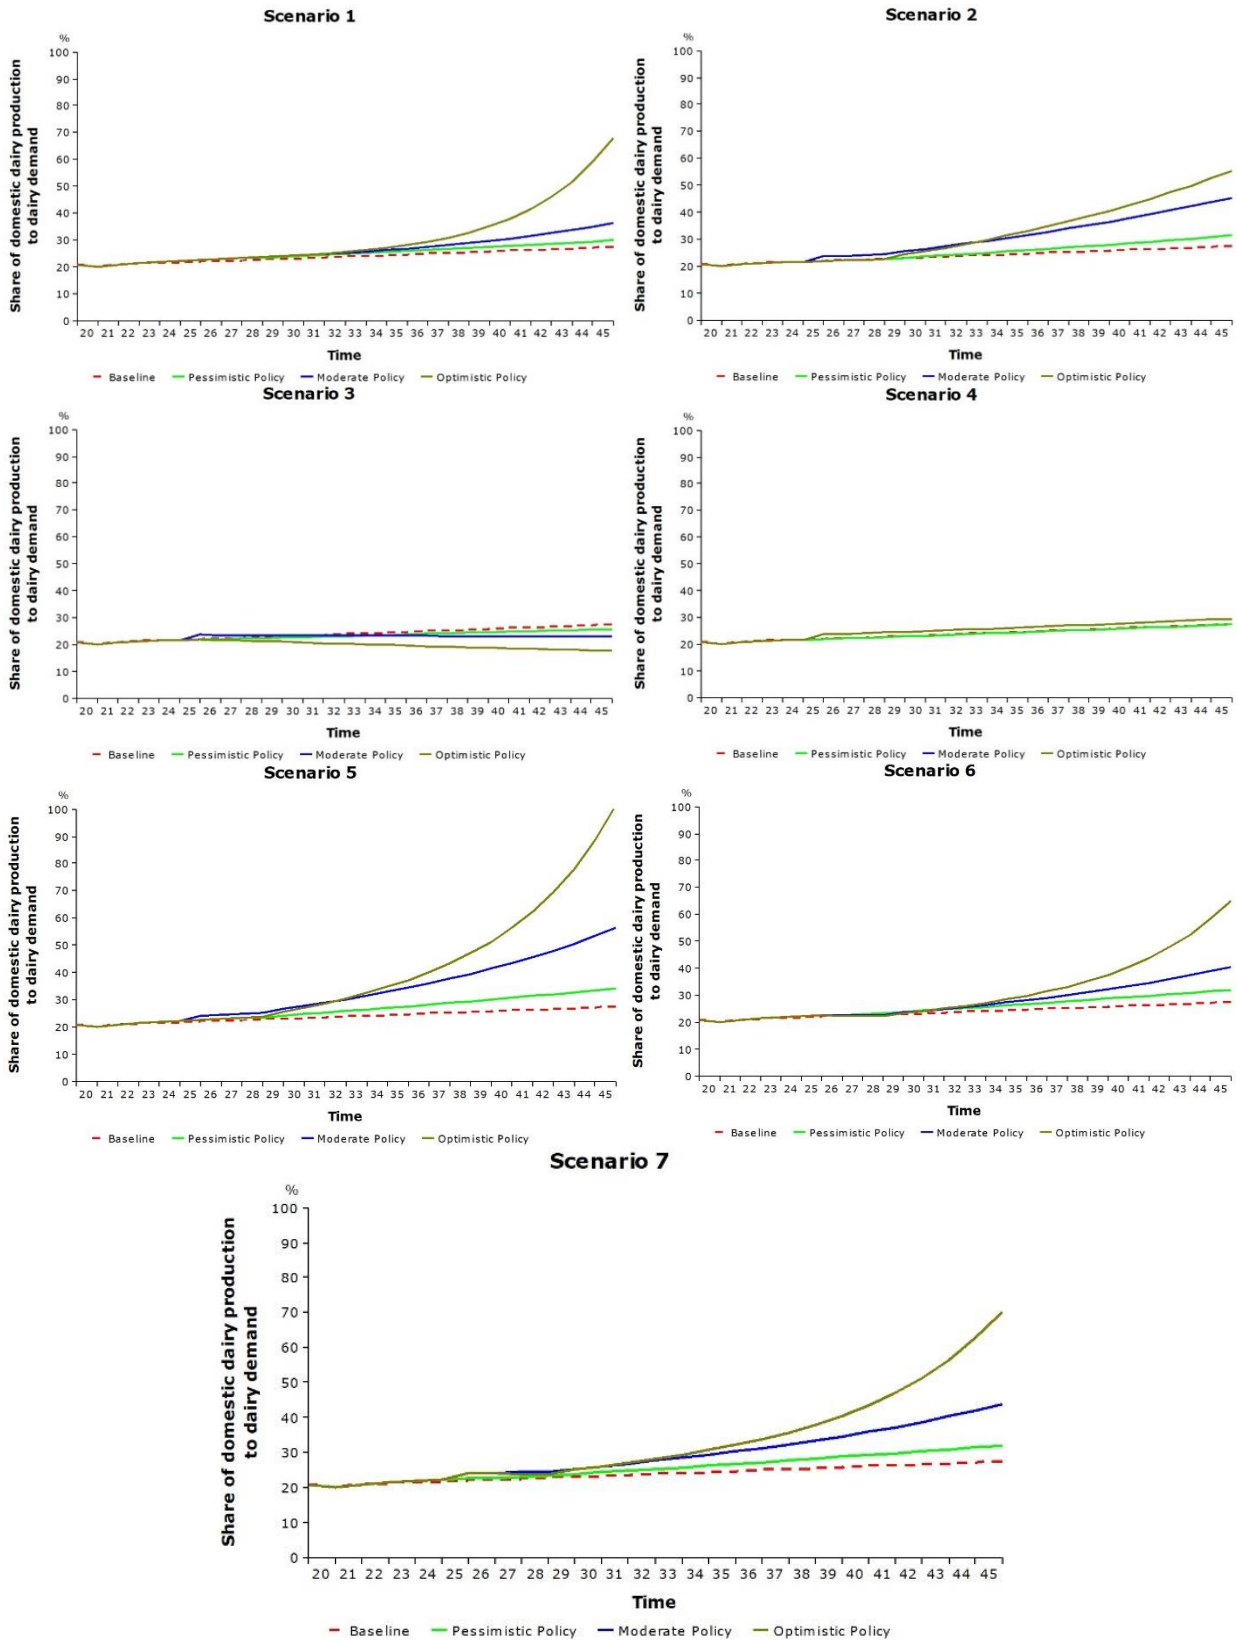 Scenario 1
%
Share of domestic dairy production
to dairy demand
100
90
80
70
60
50
40
30
20
10
0
20 21 22 23 24 25 26 27 28 29 30 31 32 33 34 35 36 37 38 39 40 41 42 43 44 45
Time
Baseline Pessimistic Policy Moderate Policy Optimistic Policy
Scenario 2
%
Share of domestic dairy production
to dairy demand
100
90
80
70
60
50
40
30
20
10
0
20 21 22 23 24 25 26 27 28 29 30 31 32 33 34 35 36 37 38 39 40 41 42 43 44 45
Time
Baseline Pessimistic Policy Moderate Policy Optimistic Policy
Scenario 3
%
Share of domestic dairy production
to dairy demand
100
90
80
70
60
50
40
30
20
10
0
20 21 22 23 24 25 26 27 28 29 30 31 32 33 34 35 36 37 38 39 40 41 42 43 44 45
Time
Baseline Pessimistic Policy Moderate Policy Optimistic Policy
Scenario 4
%
Share of domestic dairy production
to dairy demand
100
90
80
70
60
50
40
30
20
10
0
20 21 22 23 24 25 26 27 28 29 30 31 32 33 34 35 36 37 38 39 40 41 42 43 44 45
Time
Baseline Pessimistic Policy Moderate Policy Optimistic Policy
Scenario 5
%
Share of domestic dairy production
to dairy demand
100
90
80
70
60
50
40
30
20
10
0
20 21 22 23 24 25 26 27 28 29 30 31 32 33 34 35 36 37 38 39 40 41 42 43 44 45
Time
Baseline Pessimistic Policy Moderate Policy Optimistic Policy
Scenario 6
%
Share of domestic dairy production
to dairy demand
100
90
80
70
60
50
40
30
20
10
0
20 21 22 23 24 25 26 27 28 29 30 31 32 33 34 35 36 37 38 39 40 41 42 43 44 45
Time
Baseline Pessimistic Policy Moderate Policy Optimistic Policy
Scenario 7
%
Share of domestic dairy production
to dairy demand
100
90
80
70
60
50
40
30
20
10
0
20 21 22 23 24 25 26 27 28 29 30 31 32 33 34 35 36 37 38 39 40 41 42 43 44 45
Time
Baseline Pessimistic Policy Moderate Policy Optimistic Policy